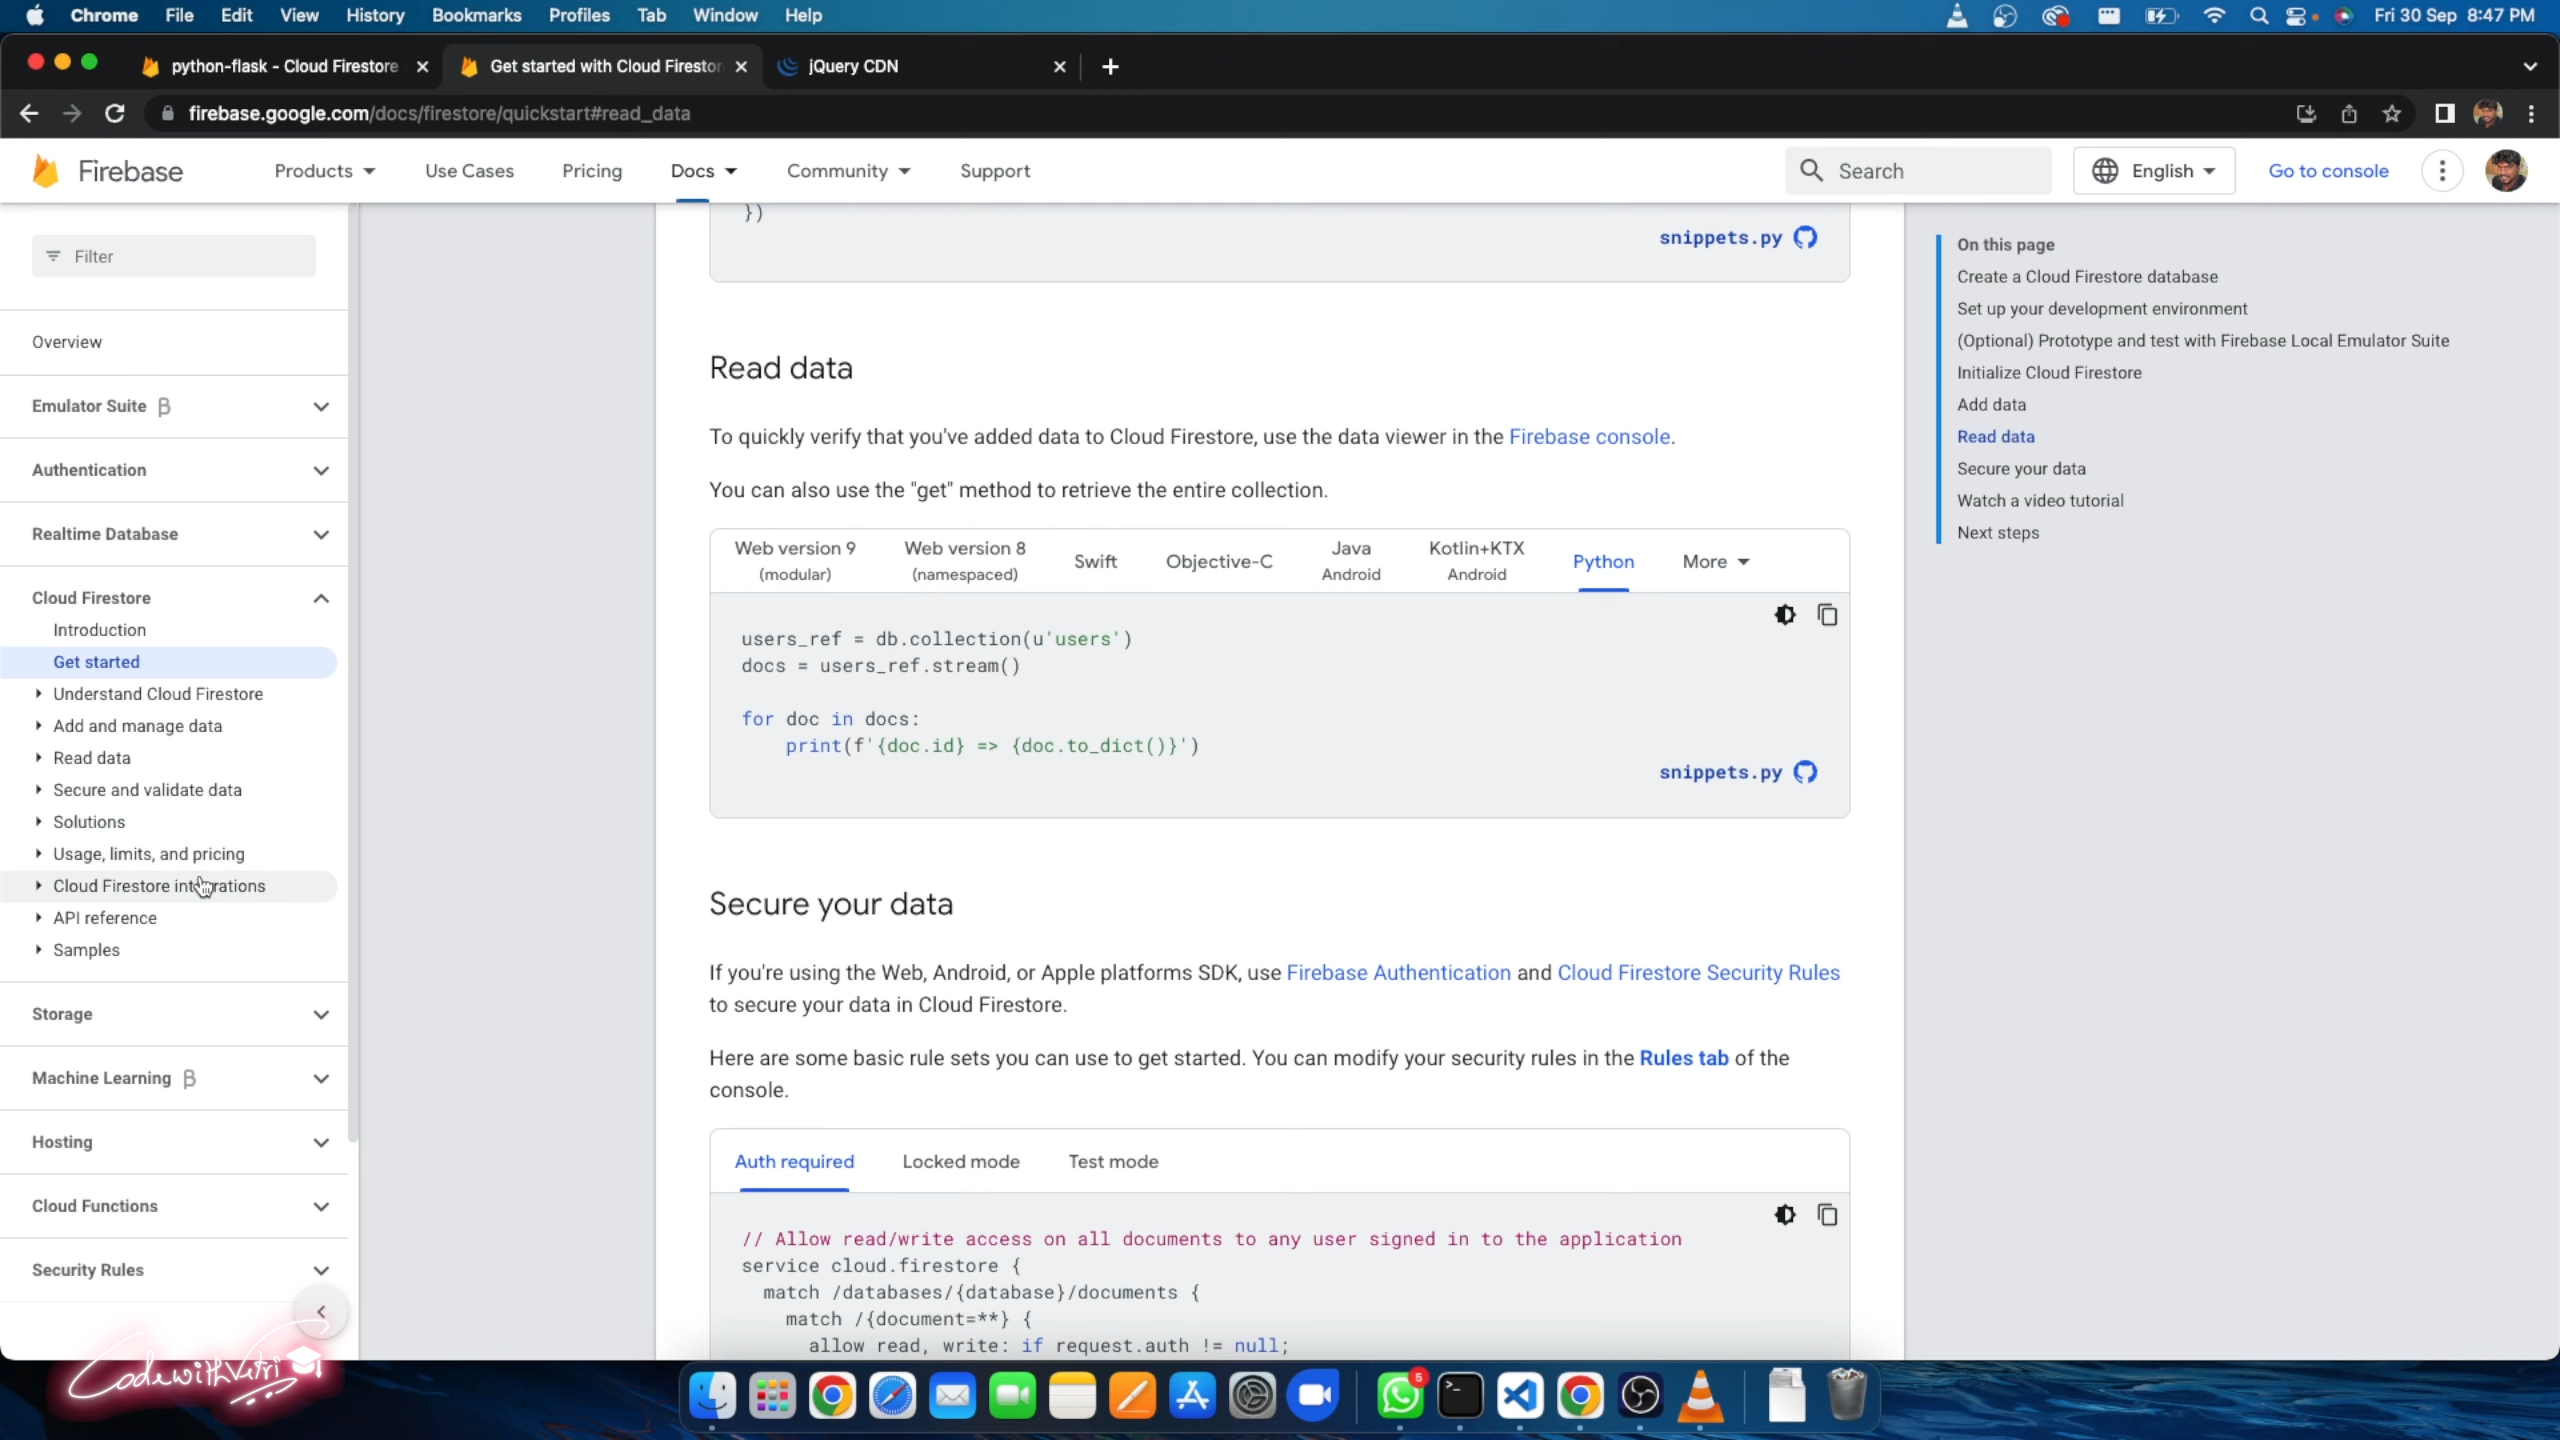 Chrome File Edit View History Bookmarks Profiles Tab Window Help
Fri 30 Sep 8:47 PM
python-flask - Cloud Firestore
Get started with Cloud Firestor
jQuery CDN
firebase.google.com/docs/firestore/quickstart#read_data
Firebase
Products
Use Cases
Pricing
Docs
Community
Support
Search
English
Go to console
Filter
Overview
Emulator Suite β
Authentication
Realtime Database
Cloud Firestore
Introduction
Get started
Understand Cloud Firestore
Add and manage data
Read data
Secure and validate data
Solutions
Usage, limits, and pricing
Cloud Firestore integrations
API reference
Samples
Storage
Machine Learning β
Hosting
Cloud Functions
Security Rules
})
snippets.py
Read data
To quickly verify that you've added data to Cloud Firestore, use the data viewer in the Firebase console.
You can also use the "get" method to retrieve the entire collection.
Web version 9
(modular)
Web version 8
(namespaced)
Swift
Objective-C
Java
Android
Kotlin+KTX
Android
Python
More
users_ref = db.collection(u'users')
docs = users_ref.stream()
for doc in docs:
print(f'{doc.id} => {doc.to_dict()}')
snippets.py
Secure your data
If you're using the Web, Android, or Apple platforms SDK, use Firebase Authentication and Cloud Firestore Security Rules
to secure your data in Cloud Firestore.
Here are some basic rule sets you can use to get started. You can modify your security rules in the Rules tab of the
console.
Auth required
Locked mode
Test mode
// Allow read/write access on all documents to any user signed in to the application
service cloud.firestore {
match /databases/{database}/documents {
match /{document=**} {
allow read, write: if request.auth != null;
On this page
Create a Cloud Firestore database
Set up your development environment
(Optional) Prototype and test with Firebase Local Emulator Suite
Initialize Cloud Firestore
Add data
Read data
Secure your data
Watch a video tutorial
Next steps
CodewithVetri
5